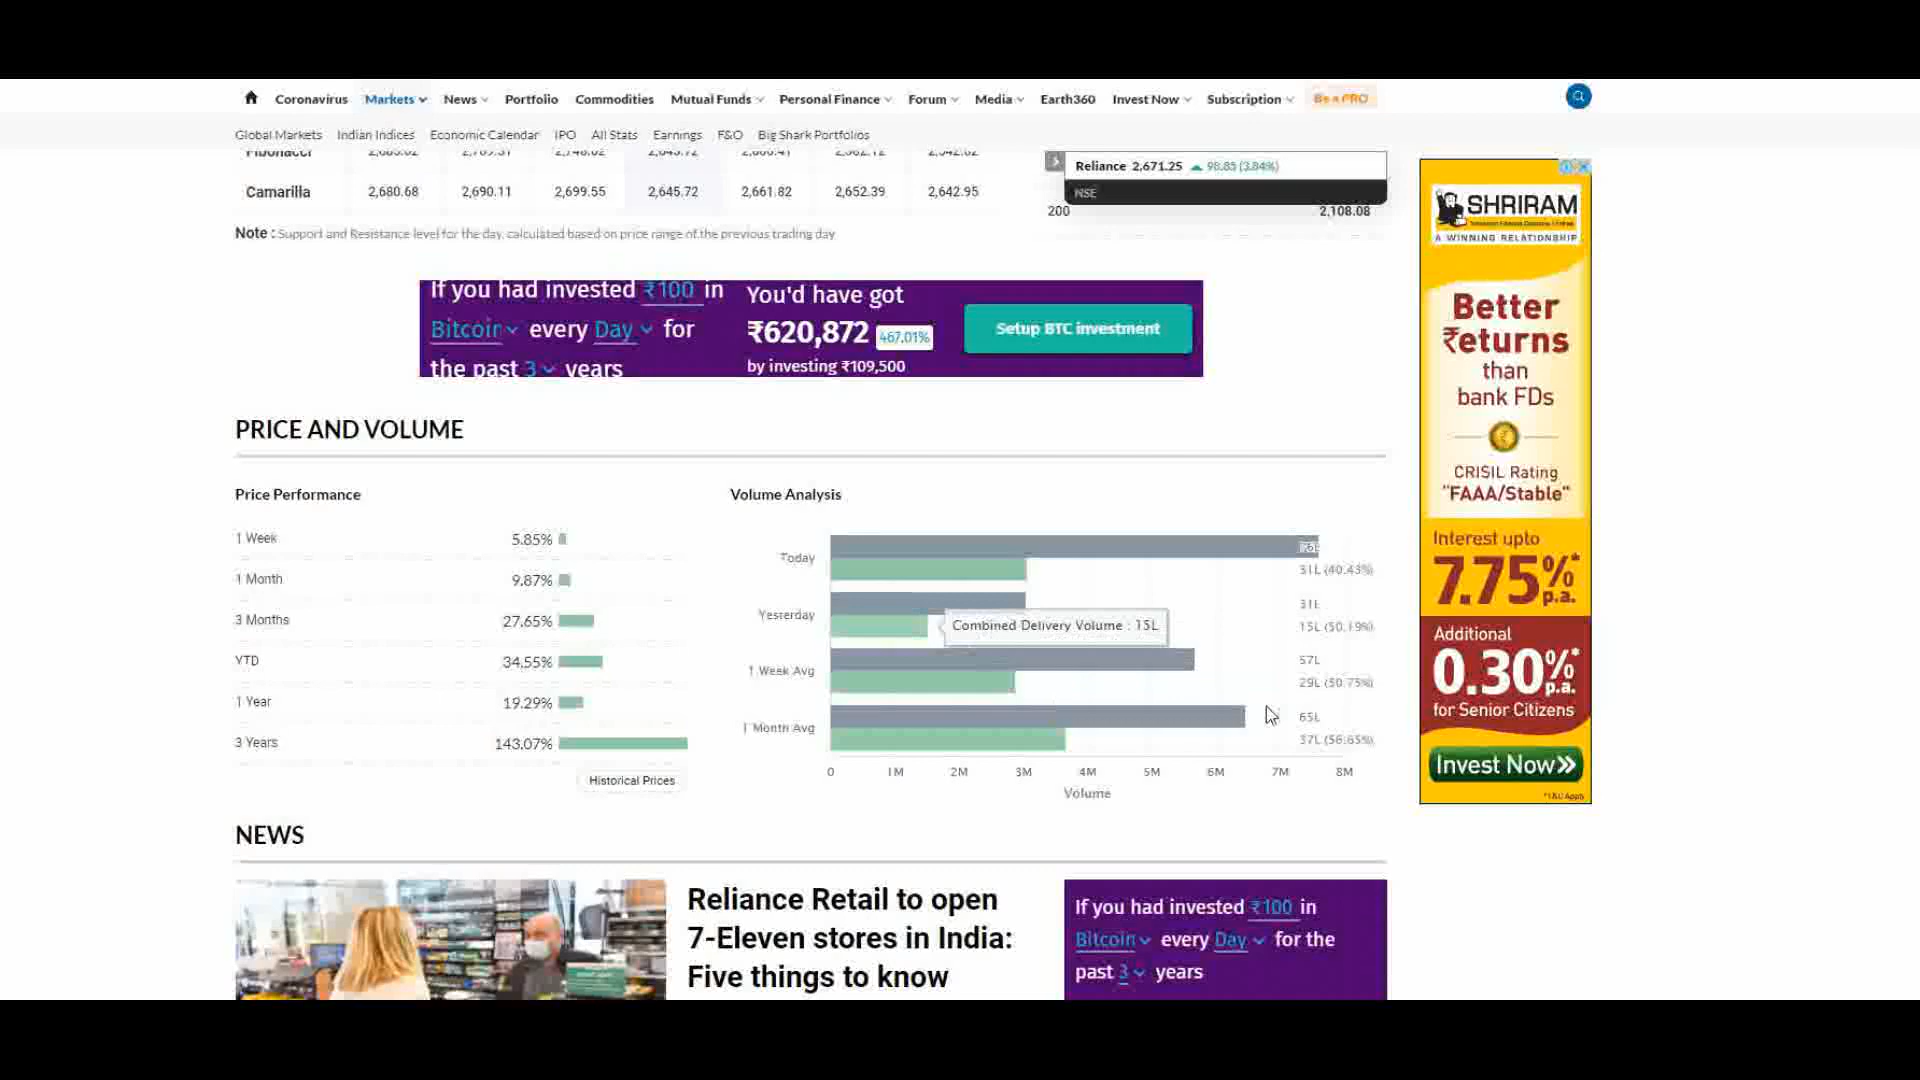 Coronavirus Markets News Portfolio Commodities Mutual Funds Personal Finance Forum Media Earth360 Invest Now Subscription Be a PRO
Global Markets Indian Indices Economic Calendar IPO All Stats Earnings F&O Big Shark Portfolios
Fibonacci
Camarilla 2,680.68 2,690.11 2,699.55 2,645.72 2,661.82 2,652.39 2,642.95
Reliance 2,671.25 98.85 (3.84%)
NSE
200 2,108.08
Note : Support and Resistance level for the day, calculated based on price range of the previous trading day
If you had invested ₹100 in
Bitcoin every Day for
the past 3 years
You'd have got
₹620,872 467.01%
by investing ₹109,500
Setup BTC investment
PRICE AND VOLUME
Price Performance
1 Week 5.85%
1 Month 9.87%
3 Months 27.65%
YTD 34.55%
1 Year 19.29%
3 Years 143.07%
Historical Prices
Volume Analysis
Today 76L
31L (40.43%)
Yesterday 31L
15L (50.19%)
Combined Delivery Volume : 15L
1 Week Avg 57L
29L (50.75%)
1 Month Avg 65L
37L (56.65%)
0 1M 2M 3M 4M 5M 6M 7M 8M
Volume
NEWS
Reliance Retail to open
7-Eleven stores in India:
Five things to know
If you had invested ₹100 in
Bitcoin every Day for the
past 3 years
SHRIRAM
A WINNING RELATIONSHIP
Better
₹eturns
than
bank FDs
CRISIL Rating
"FAAA/Stable"
Interest upto
7.75%*
p.a.
Additional
0.30%*
p.a.
for Senior Citizens
Invest Now
*T&C Apply